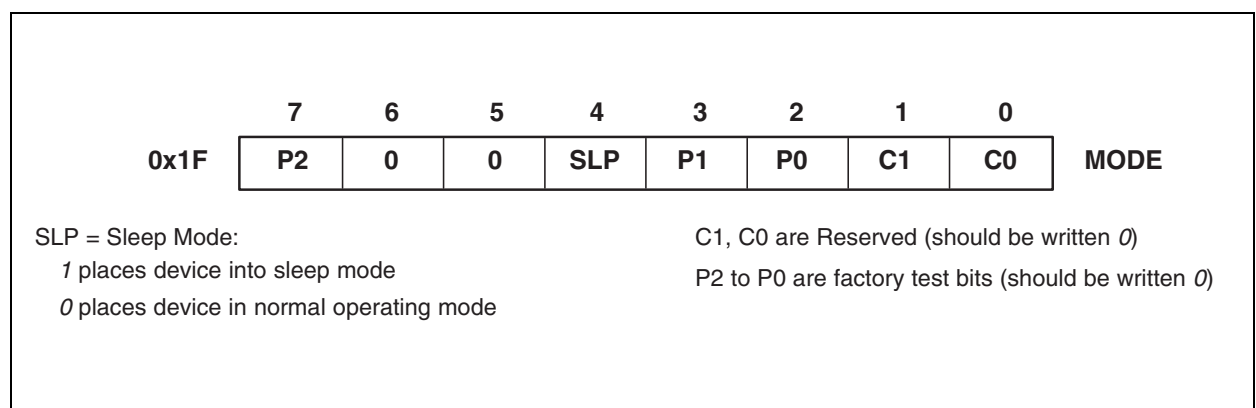 7 6 5 4 3 2 1 0
0x1F P2 0 0 SLP P1 P0 C1 C0 MODE
SLP = Sleep Mode:
1 places device into sleep mode
0 places device in normal operating mode
C1, C0 are Reserved (should be written 0)
P2 to P0 are factory test bits (should be written 0)